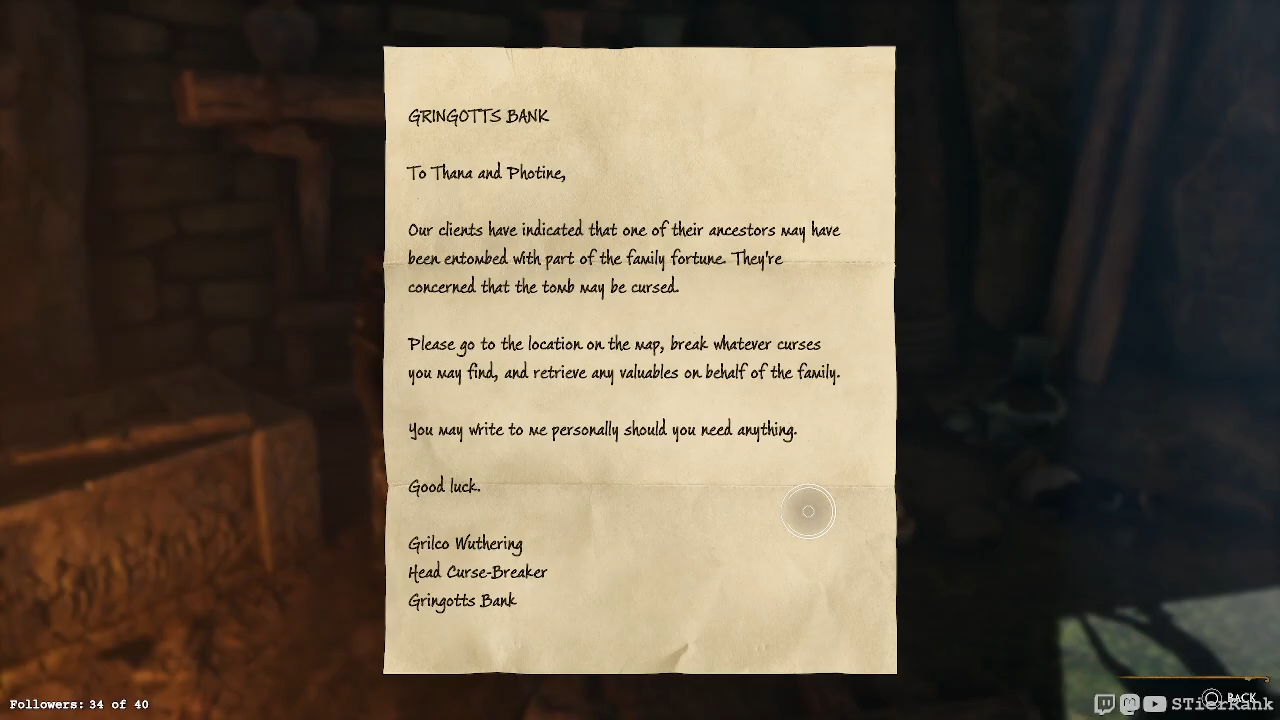 GRINGOTTS BANK
To Thana and Photine,
Our clients have indicated that one of their ancestors may have
been entombed with part of the family fortune. They're
concerned that the tomb may be cursed.
Please go to the location on the map, break whatever curses
you may find, and retrieve any valuables on behalf of the family.
You may write to me personally should you need anything.
Good luck.
Grilco Wuthering
Head Curse-Breaker
Gringotts Bank
Followers: 34 of 40
BACK
STierRank